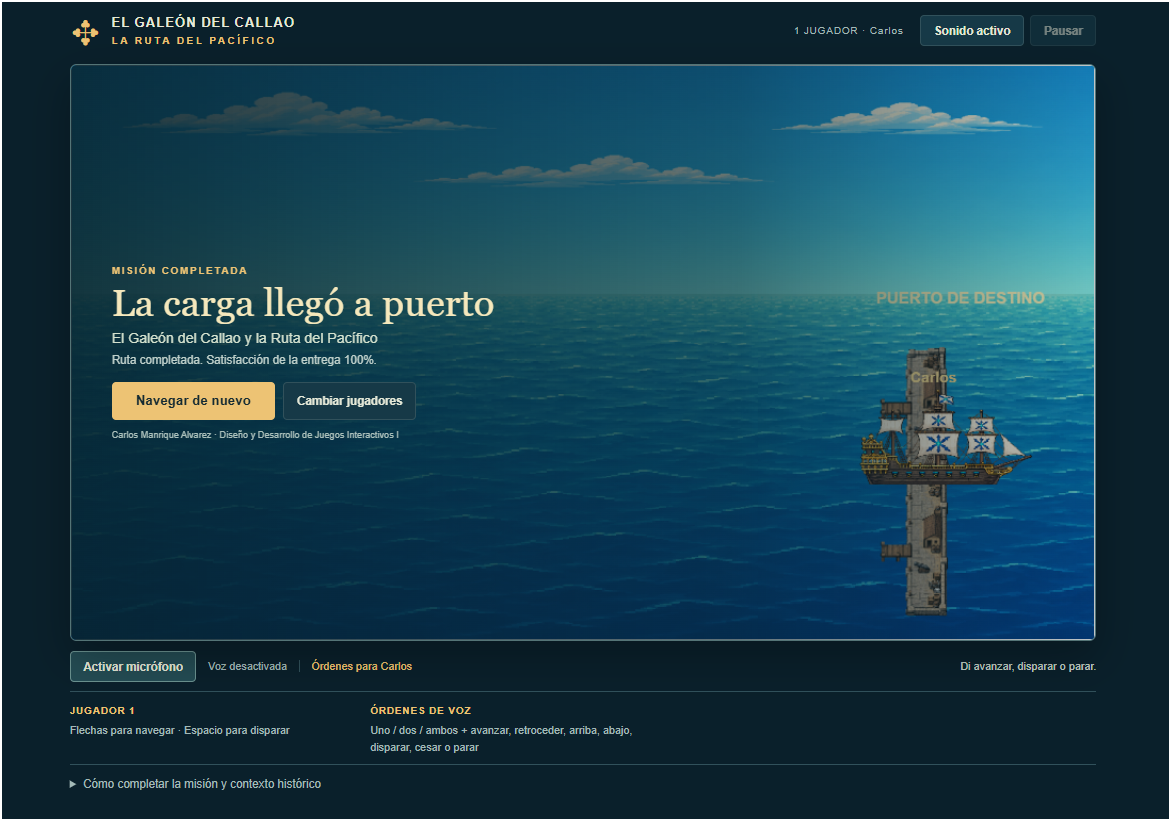 EL GALEÓN DEL CALLAO
LA RUTA DEL PACÍFICO
1 JUGADOR · Carlos
Sonido activo
Pausar
MISIÓN COMPLETADA
La carga llegó a puerto
El Galeón del Callao y la Ruta del Pacífico
Ruta completada. Satisfacción de la entrega 100%.
Navegar de nuevo
Cambiar jugadores
Carlos Manrique Alvarez · Diseño y Desarrollo de Juegos Interactivos I
PUERTO DE DESTINO
Carlos
Activar micrófono
Voz desactivada
Órdenes para Carlos
Di avanzar, disparar o parar.
JUGADOR 1
Flechas para navegar · Espacio para disparar
ÓRDENES DE VOZ
Uno / dos / ambos + avanzar, retroceder, arriba, abajo,
disparar, cesar o parar
Cómo completar la misión y contexto histórico